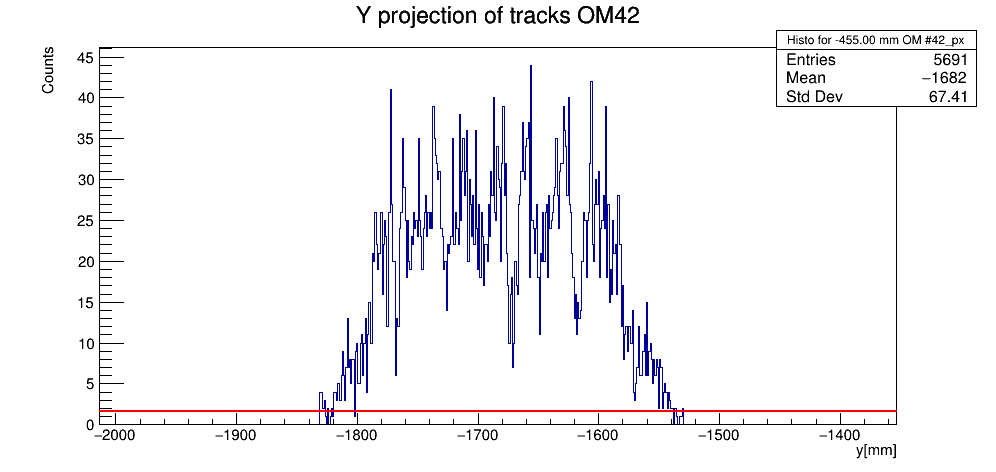 Y projection of tracks OM42
Histo for -455.00 mm OM #42_px
Entries 5691
Mean −1682
Std Dev 67.41
Counts
45
40
35
30
25
20
15
10
5
0
−2000 −1900 −1800 −1700 −1600 −1500 −1400
y[mm]